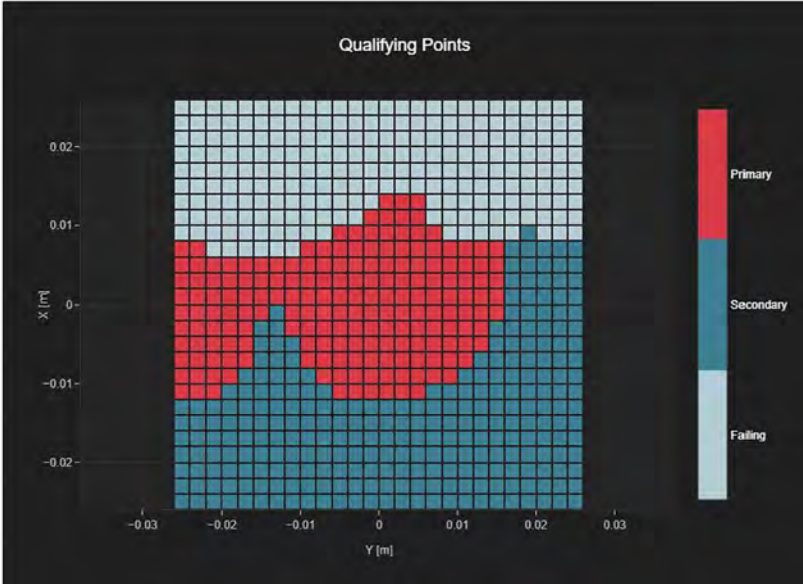 Qualifying Points
0.02
0.01
0
−0.01
−0.02
X [m]
−0.03
−0.02
−0.01
0
0.01
0.02
0.03
Y [m]
Primary
Secondary
Failing